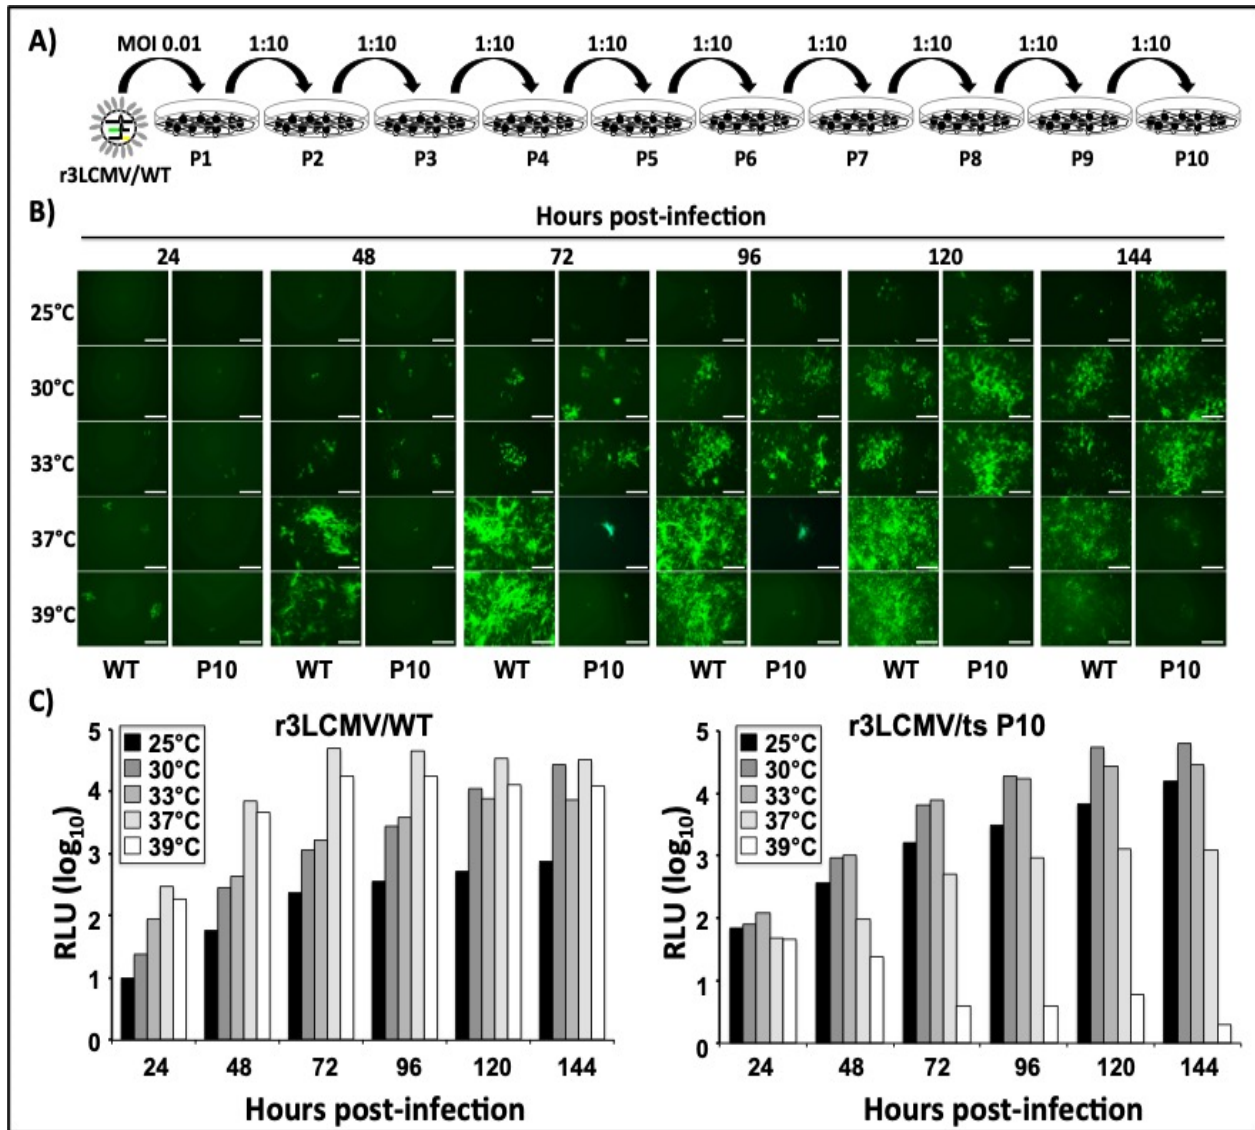 A)
MOI 0.01 1:10 1:10 1:10 1:10 1:10 1:10 1:10 1:10 1:10
r3LCMV/WT
P1 P2 P3 P4 P5 P6 P7 P8 P9 P10
B)
Hours post-infection
24 48 72 96 120 144
25°C
30°C
33°C
37°C
39°C
WT P10 WT P10 WT P10 WT P10 WT P10 WT P10
C)
r3LCMV/WT
RLU (log10)
5
4
3
2
1
0
25°C
30°C
33°C
37°C
39°C
24 48 72 96 120 144
Hours post-infection
r3LCMV/ts P10
RLU (log10)
5
4
3
2
1
0
25°C
30°C
33°C
37°C
39°C
24 48 72 96 120 144
Hours post-infection